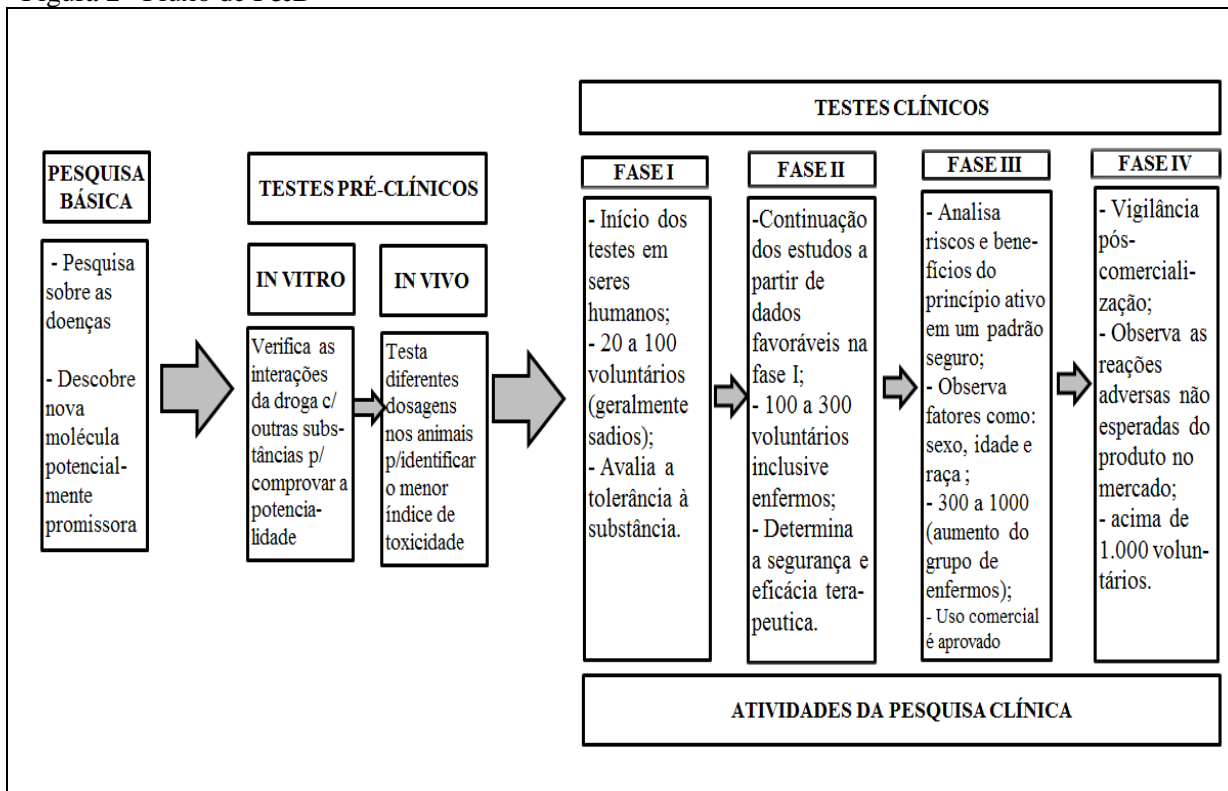 Figura 2 - Fluxo de P&D
TESTES CLÍNICOS
PESQUISA
BÁSICA
- Pesquisa
sobre as
doenças
- Descobre
nova
molécula
potencial-
mente
promissora
TESTES PRÉ-CLÍNICOS
IN VITRO
Verifica as
interações
da droga c/
outras subs-
tâncias p/
comprovar a
potencia-
lidade
IN VIVO
Testa
diferentes
dosagens
nos animais
p/identificar
o menor
índice de
toxicidade
FASE I
- Início dos
testes em
seres
humanos;
- 20 a 100
voluntários
(geralmente
sadios);
- Avalia a
tolerância à
substância.
FASE II
-Continuação
dos estudos a
partir de
dados
favoráveis na
fase I;
- 100 a 300
voluntários
inclusive
enfermos;
- Determina
a segurança e
eficácia tera-
peutica.
FASE III
- Analisa
riscos e bene-
fícios do
princípio ativo
em um padrão
seguro;
- Observa
fatores como:
sexo, idade e
raça ;
- 300 a 1000
(aumento do
grupo de
enfermos);
- Uso comercial
é aprovado
FASE IV
- Vigilância
pós-
comerciali-
zação;
- Observa as
reações
adversas não
esperadas do
produto no
mercado;
- acima de
1.000 volun-
tários.
ATIVIDADES DA PESQUISA CLÍNICA